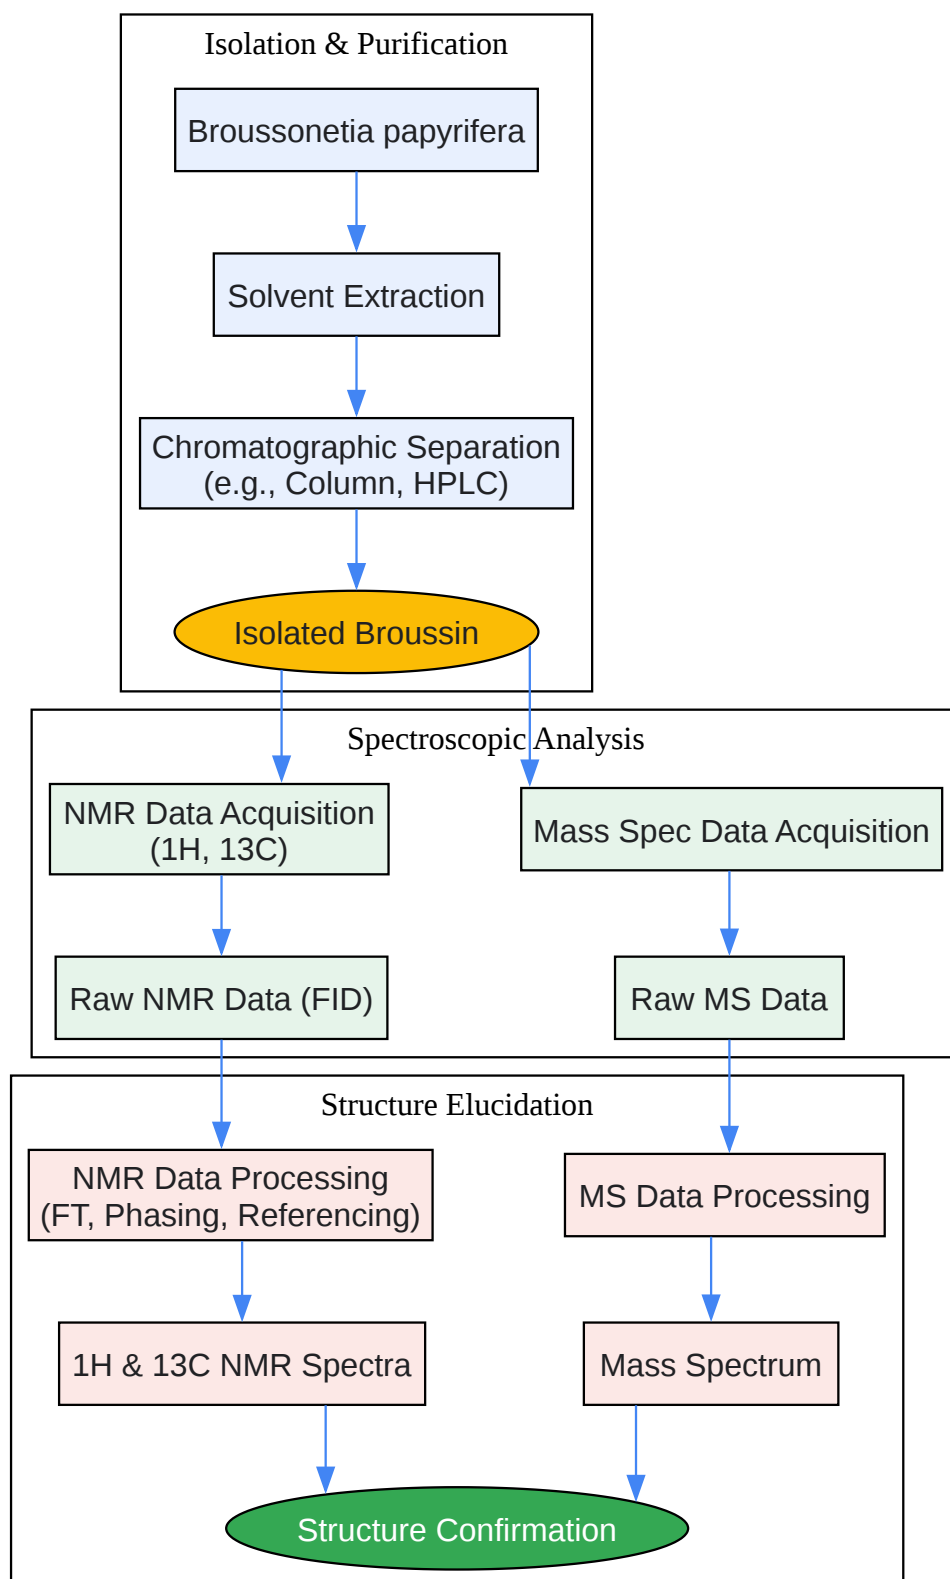 Isolation & Purification
Broussonetia papyrifera
Solvent Extraction
Chromatographic Separation
(e.g., Column, HPLC)
Isolated Broussin
Spectroscopic Analysis
NMR Data Acquisition
(1H, 13C)
Mass Spec Data Acquisition
Raw NMR Data (FID)
Raw MS Data
Structure Elucidation
NMR Data Processing
(FT, Phasing, Referencing)
MS Data Processing
1H & 13C NMR Spectra
Mass Spectrum
Structure Confirmation